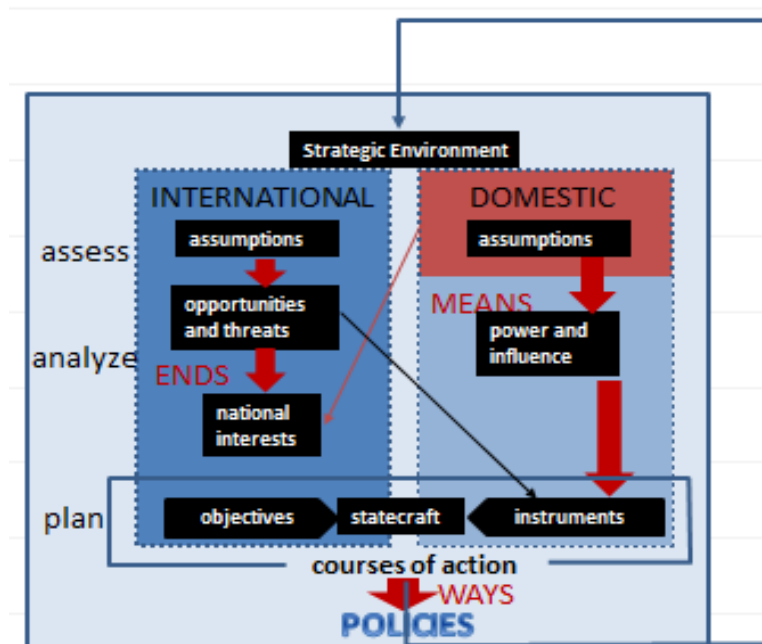 Strategic Environment
INTERNATIONAL
DOMESTIC
assess
assumptions
assumptions
opportunities
and threats
MEANS
power and
influence
analyze
ENDS
national
interests
plan
objectives
statecraft
instruments
courses of action
WAYS
POLICIES